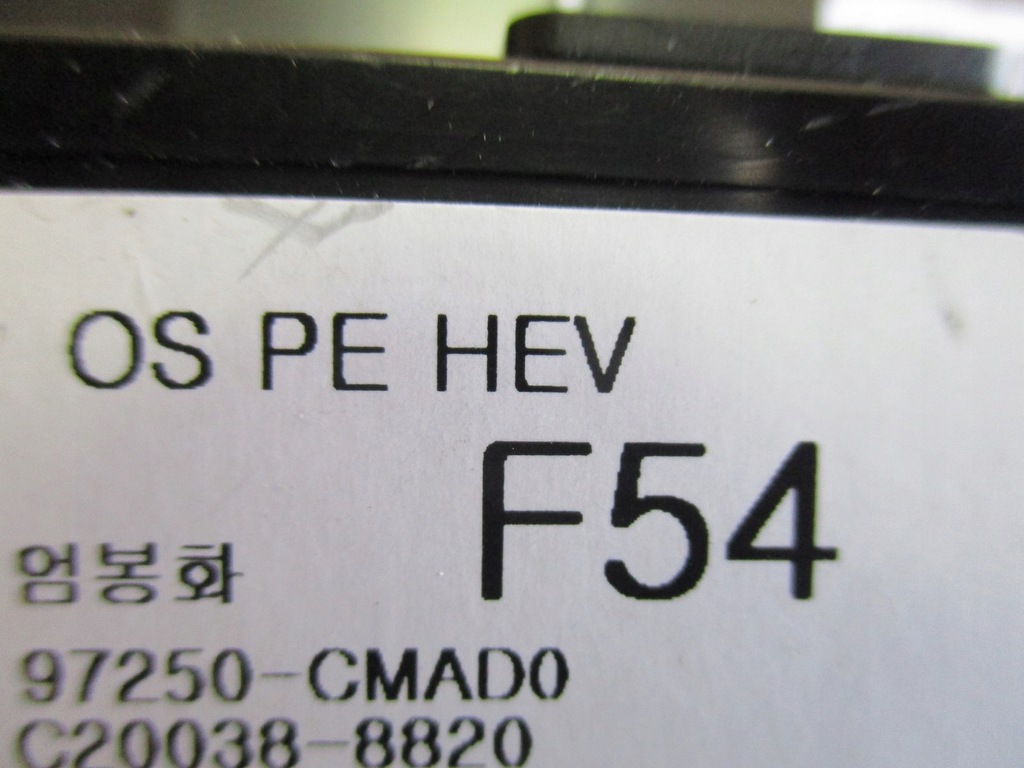 OS PE HEV
F54
엄봉화
97250-CMAD0
C20038-8820